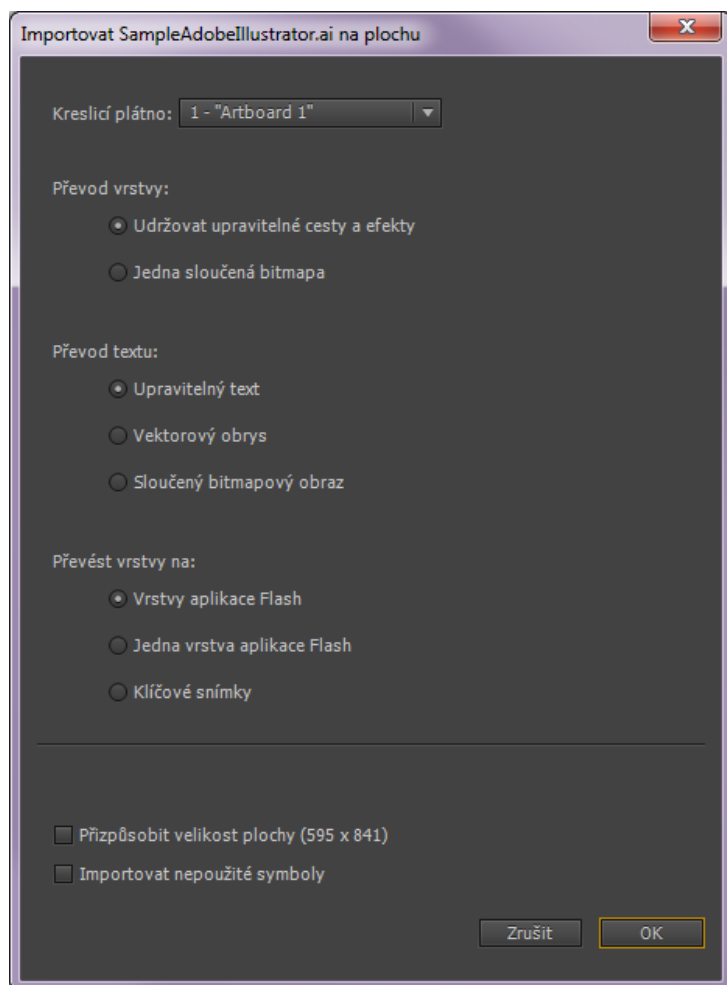 Importovat SampleAdobeIllustrator.ai na plochu
Kreslicí plátno: 1 - "Artboard 1"
Převod vrstvy:
Udržovat upravitelné cesty a efekty
Jedna sloučená bitmapa
Převod textu:
Upravitelný text
Vektorový obrys
Sloučený bitmapový obraz
Převést vrstvy na:
Vrstvy aplikace Flash
Jedna vrstva aplikace Flash
Klíčové snímky
Přizpůsobit velikost plochy (595 x 841)
Importovat nepoužité symboly
Zrušit OK